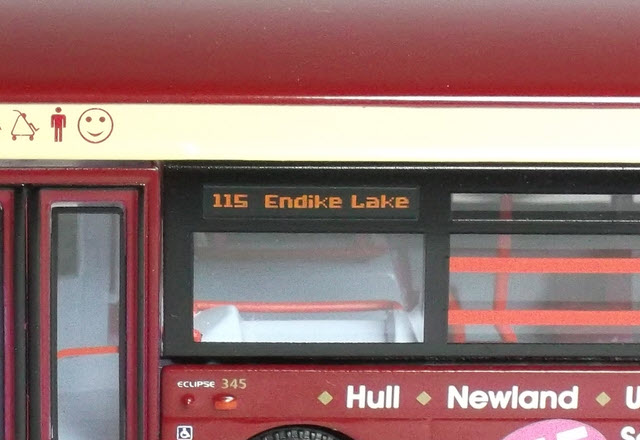 115 Endike Lake
ECLIPSE 345
Hull Newland